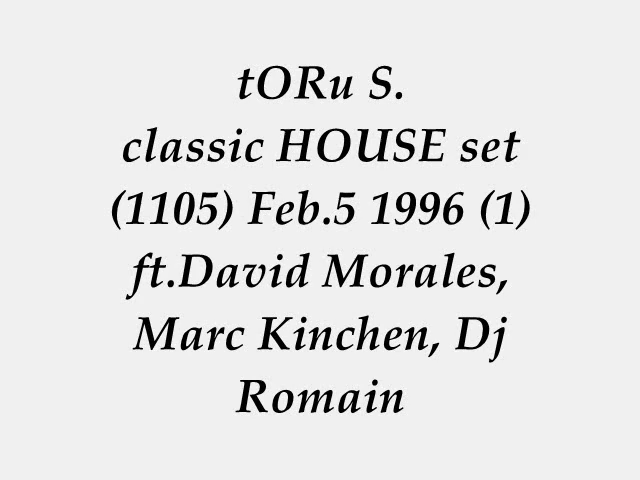 tORu S.
classic HOUSE set
(1105) Feb.5 1996 (1)
ft.David Morales,
Marc Kinchen, Dj
Romain